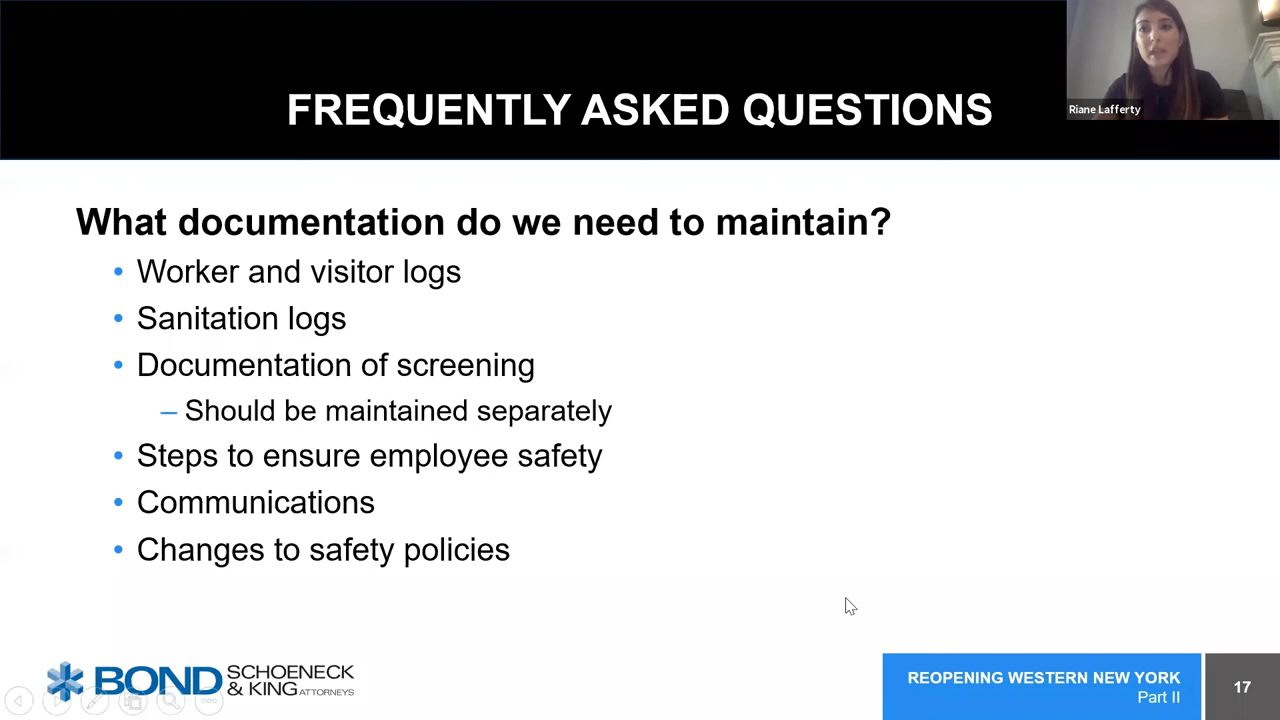 FREQUENTLY ASKED QUESTIONS
Riane Lafferty
What documentation do we need to maintain?
• Worker and visitor logs
• Sanitation logs
• Documentation of screening
– Should be maintained separately
• Steps to ensure employee safety
• Communications
• Changes to safety policies
BOND SCHOENECK
& KING ATTORNEYS
REOPENING WESTERN NEW YORK
Part II
17